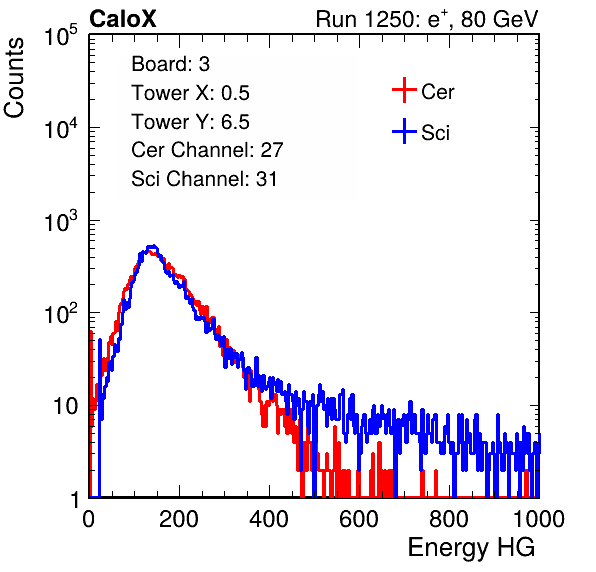 CaloX Run 1250: e⁺, 80 GeV
Counts
10⁵
10⁴
10³
10²
10
1
Board: 3
Tower X: 0.5
Tower Y: 6.5
Cer Channel: 27
Sci Channel: 31
Cer
Sci
0 200 400 600 800 1000
Energy HG